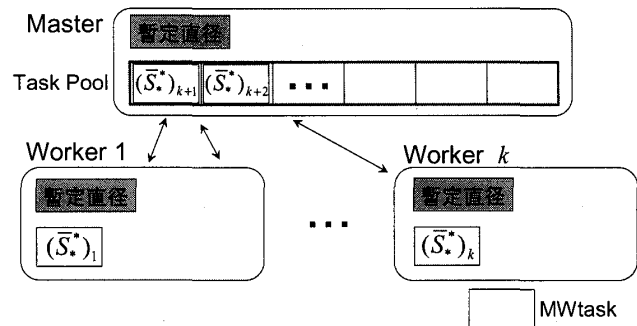 Master
暫定直径
Task Pool
(S̅*^*)_{k+1} (S̅*^*)_{k+2} ▪ ▪ ▪
Worker 1
Worker k
暫定直径
暫定直径
▪ ▪ ▪
(S̅*^*)_1
(S̅*^*)_k
MWtask